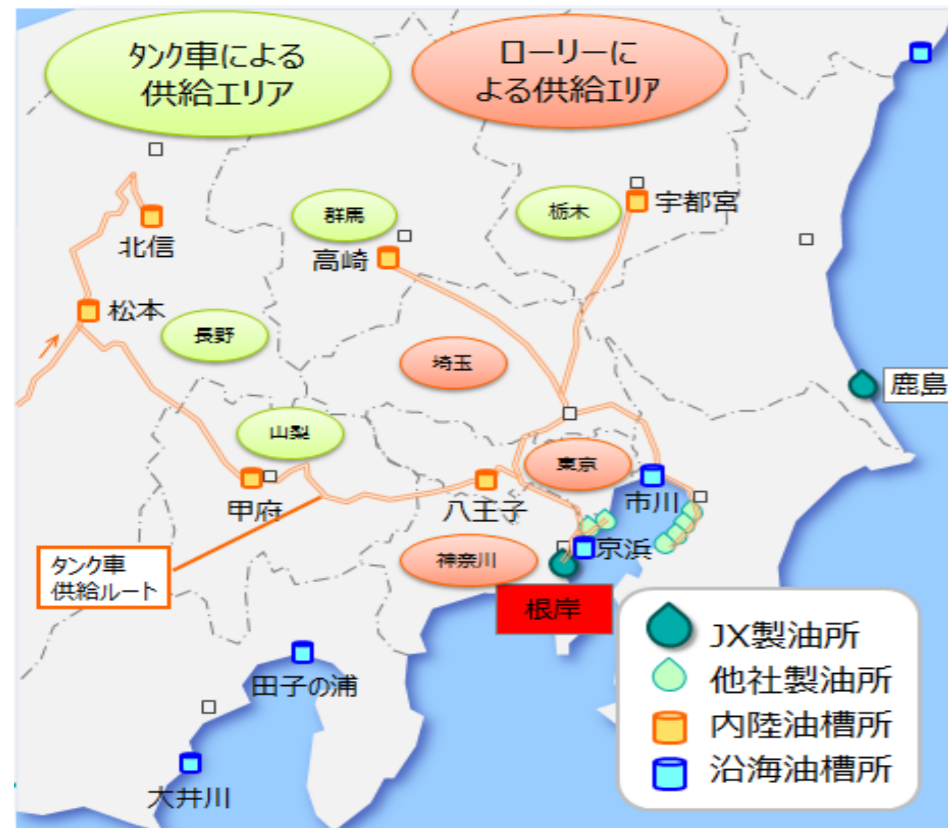 タンク車による
供給エリア
ローリーに
よる供給エリア
群馬
栃木
宇都宮
北信
高崎
松本
長野
埼玉
鹿島
山梨
東京
甲府
八王子
市川
京浜
神奈川
タンク車
供給ルート
根岸
田子の浦
大井川
JX製油所
他社製油所
内陸油槽所
沿海油槽所